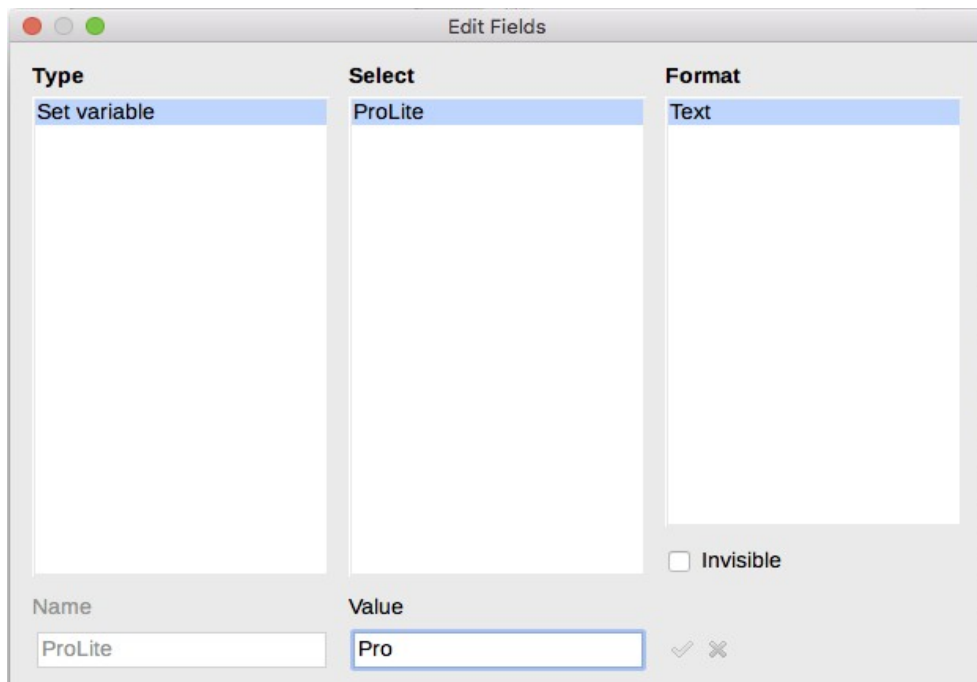 Edit Fields
Type Select Format
Set variable ProLite Text
Invisible
Name Value
ProLite Pro